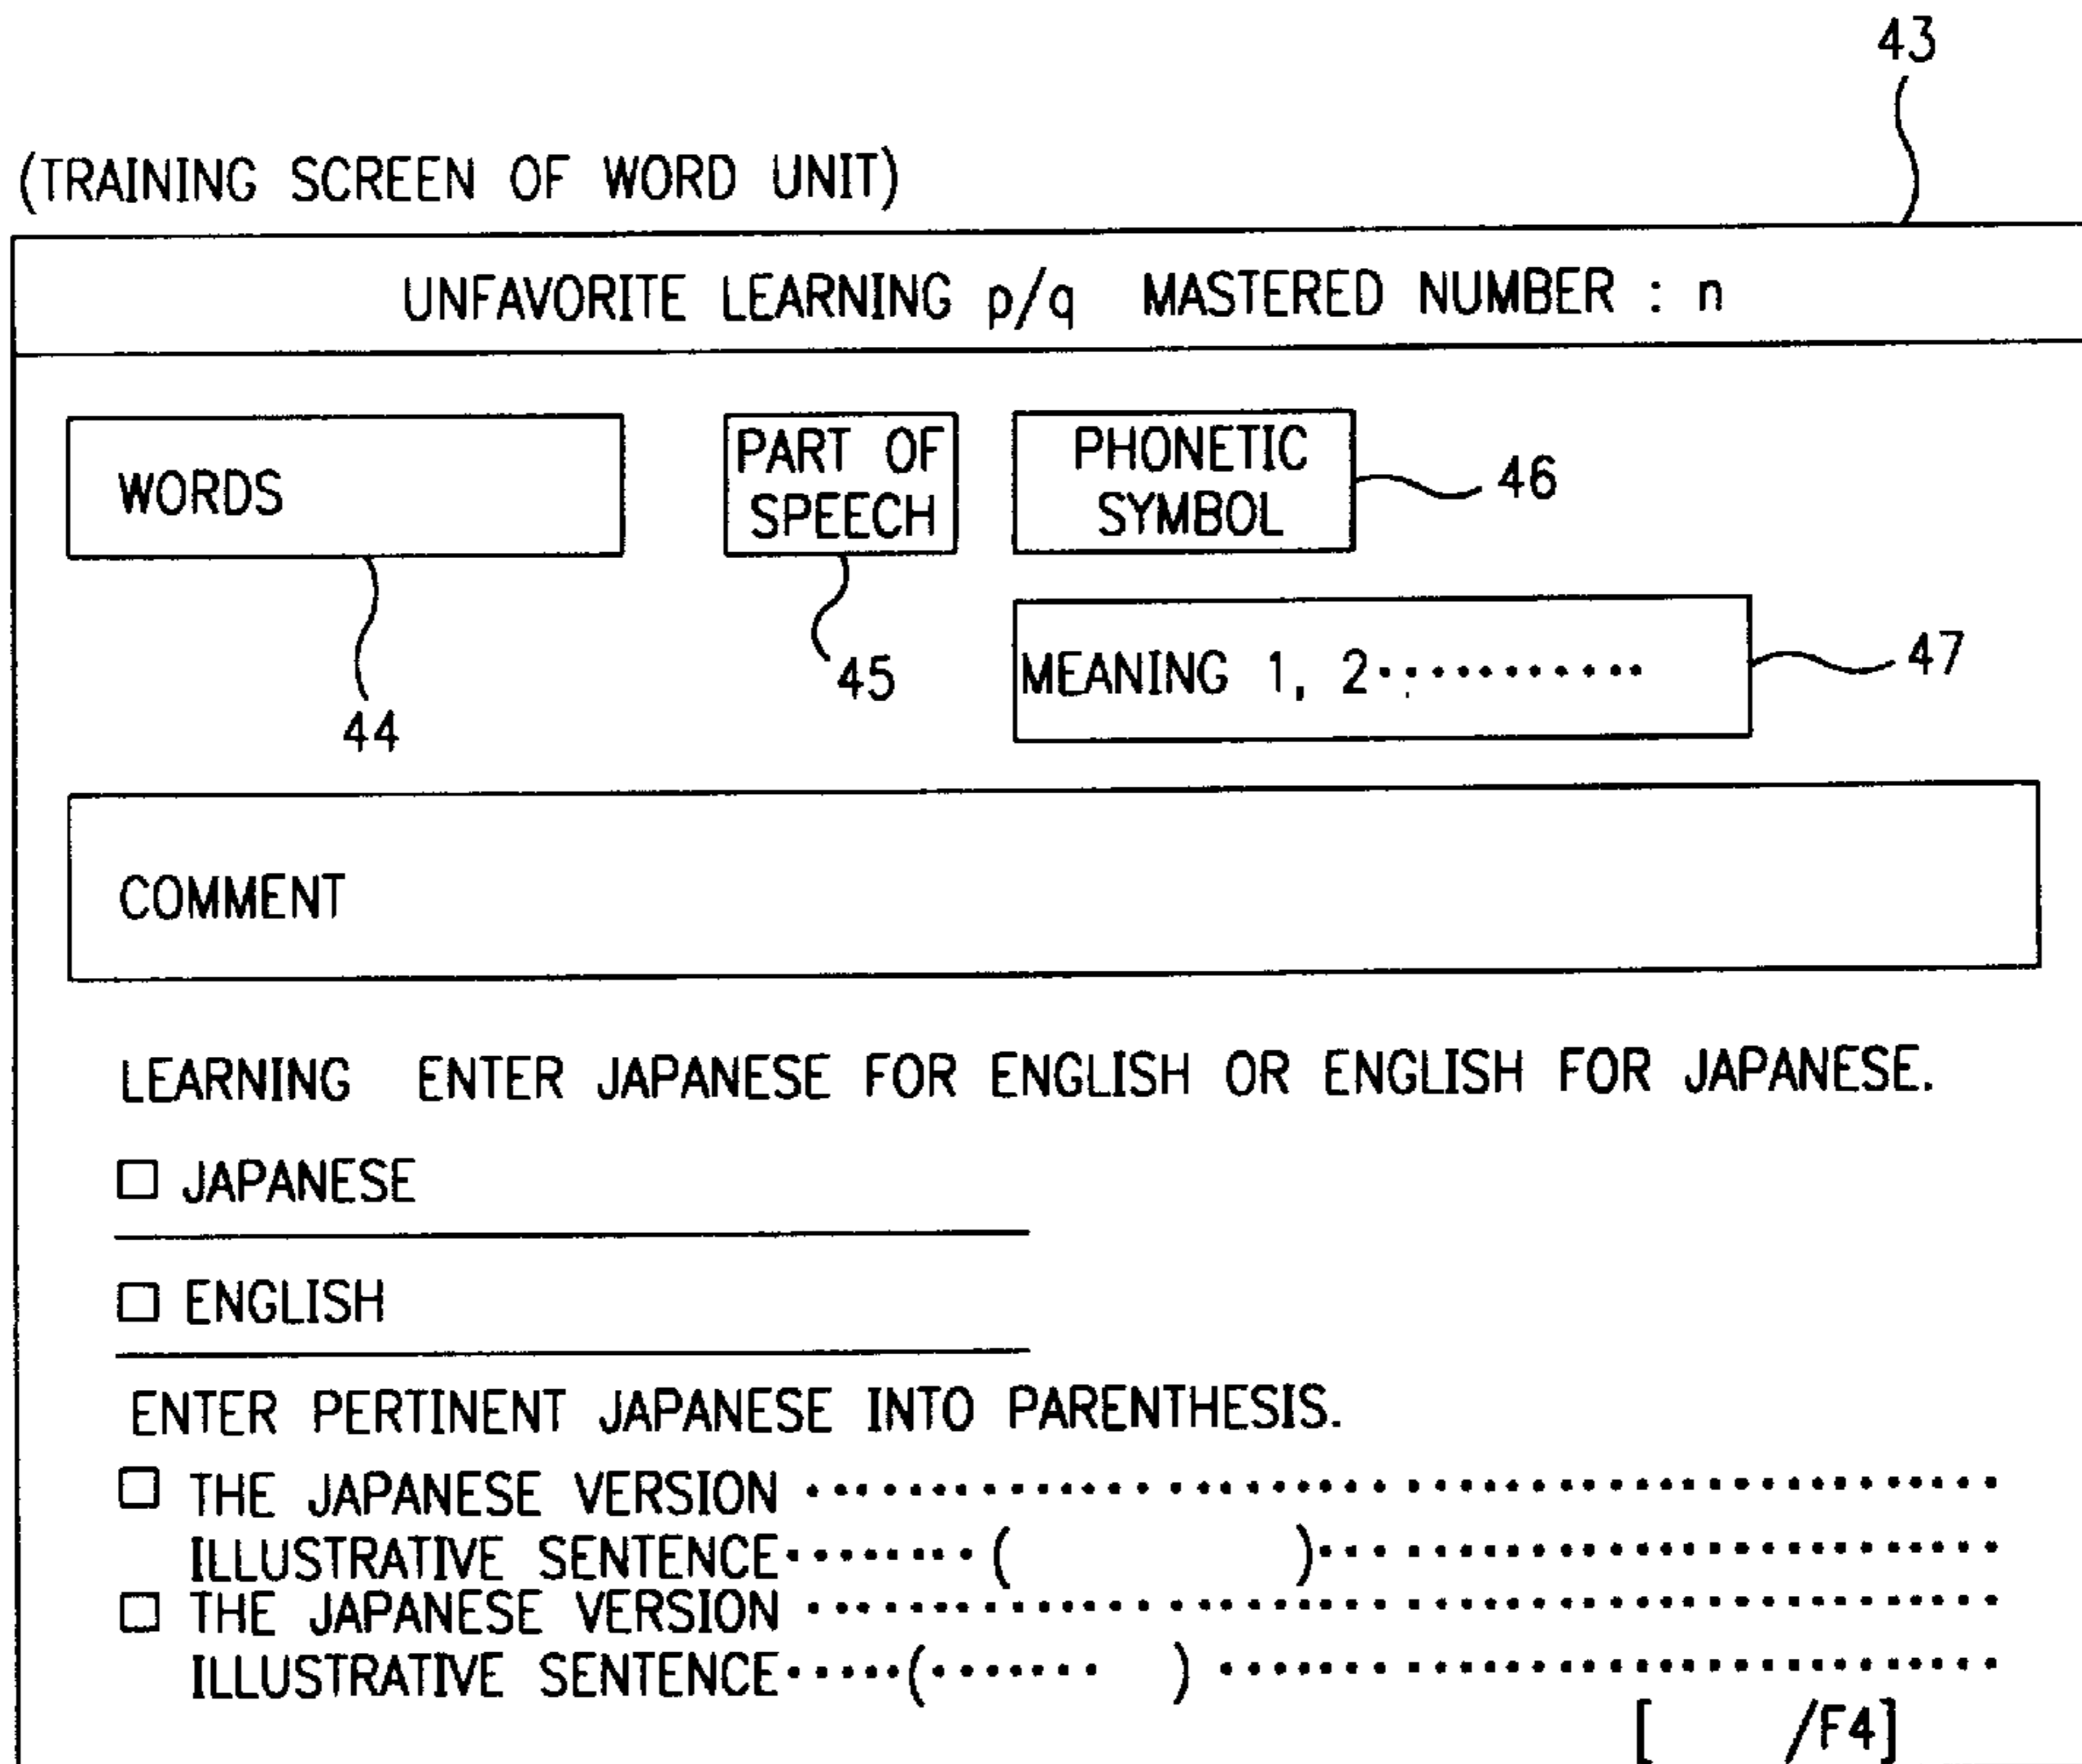 43
(TRAINING SCREEN OF WORD UNIT)
UNFAVORITE LEARNING p/q MASTERED NUMBER : n
WORDS
PART OF
SPEECH
PHONETIC
SYMBOL
46
44
45
MEANING 1, 2...........
47
COMMENT
LEARNING ENTER JAPANESE FOR ENGLISH OR ENGLISH FOR JAPANESE.
□ JAPANESE
□ ENGLISH
ENTER PERTINENT JAPANESE INTO PARENTHESIS.
□ THE JAPANESE VERSION ................................................
ILLUSTRATIVE SENTENCE........( )...........................
□ THE JAPANESE VERSION ................................................
ILLUSTRATIVE SENTENCE.....(....... ) ...............................
[ /F4]